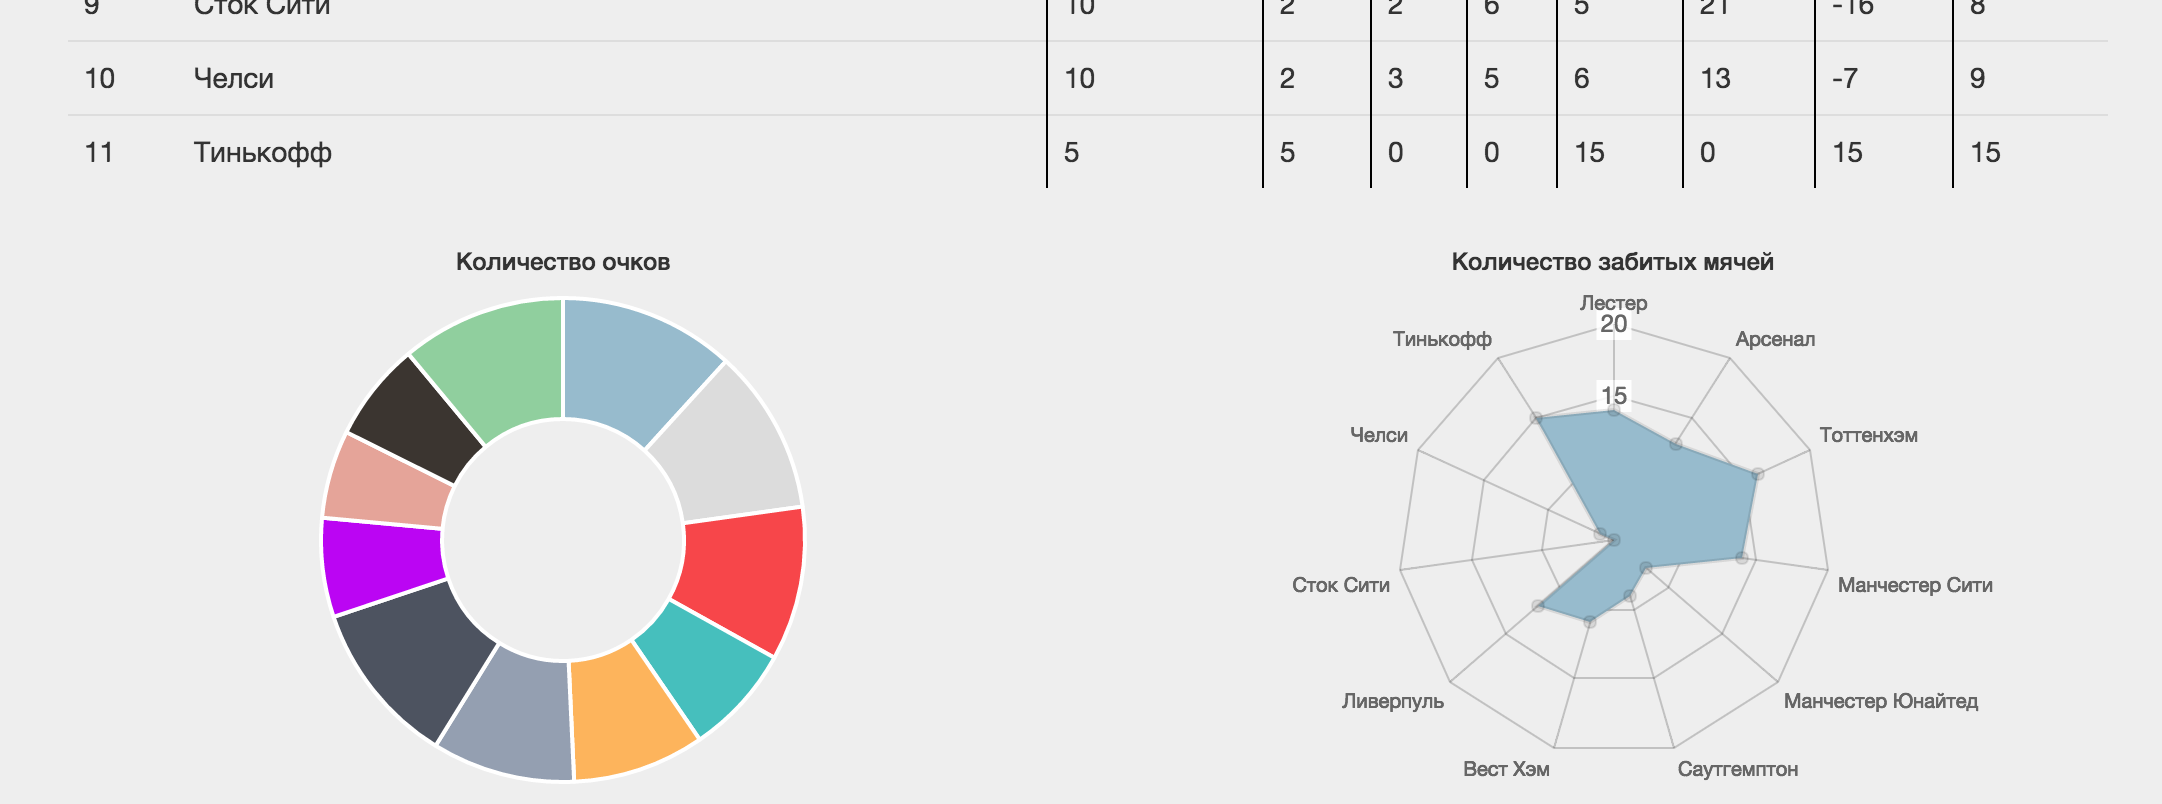 9 Сток Сити 10 2 2 6 5 21 -16 8
10 Челси 10 2 3 5 6 13 -7 9
11 Тинькофф 5 5 0 0 15 0 15 15
Количество очков
Количество забитых мячей
Лестер
20
Тинькофф
Арсенал
15
Челси
Тоттенхэм
Сток Сити
Манчестер Сити
Ливерпуль
Манчестер Юнайтед
Вест Хэм
Саутгемптон